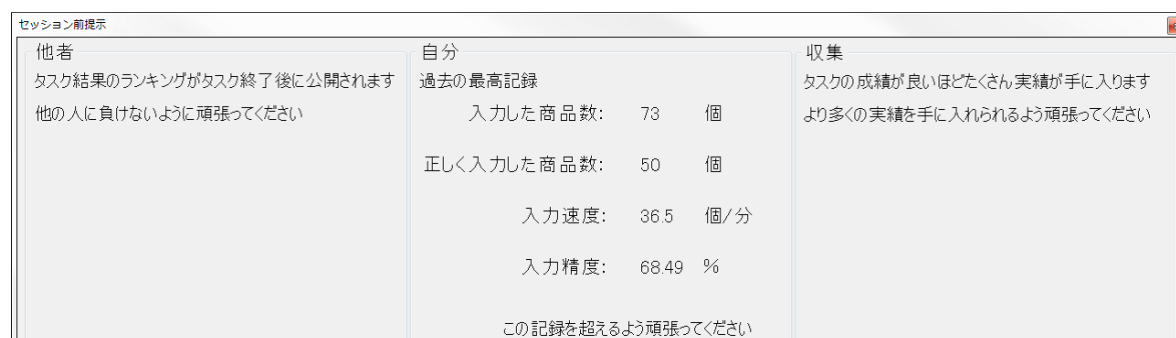 セッション前提示
他者
タスク結果のランキングがタスク終了後に公開されます
他の人に負けないように頑張ってください
自分
過去の最高記録
入力した商品数: 73 個
正しく入力した商品数: 50 個
入力速度: 36.5 個/分
入力精度: 68.49 %
この記録を超えるよう頑張ってください
収集
タスクの成績が良いほどたくさん実績が手に入ります
より多くの実績を手に入れられるよう頑張ってください